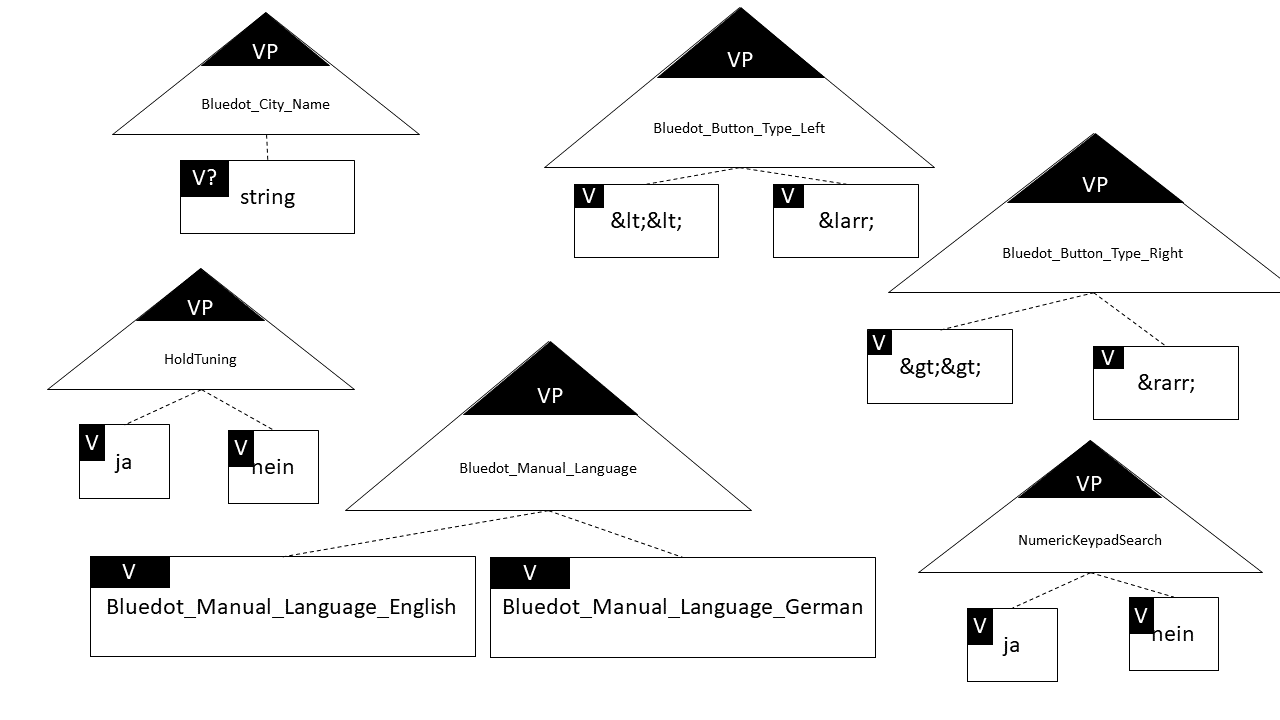 VP
Bluedot_City_Name
V?
string
VP
Bluedot_Button_Type_Left
V
&lt;&lt;
V
&larr;
VP
Bluedot_Button_Type_Right
V
&gt;&gt;
V
&rarr;
VP
HoldTuning
V
ja
V
nein
VP
Bluedot_Manual_Language
V
Bluedot_Manual_Language_English
V
Bluedot_Manual_Language_German
VP
NumericKeypadSearch
V
ja
V
nein